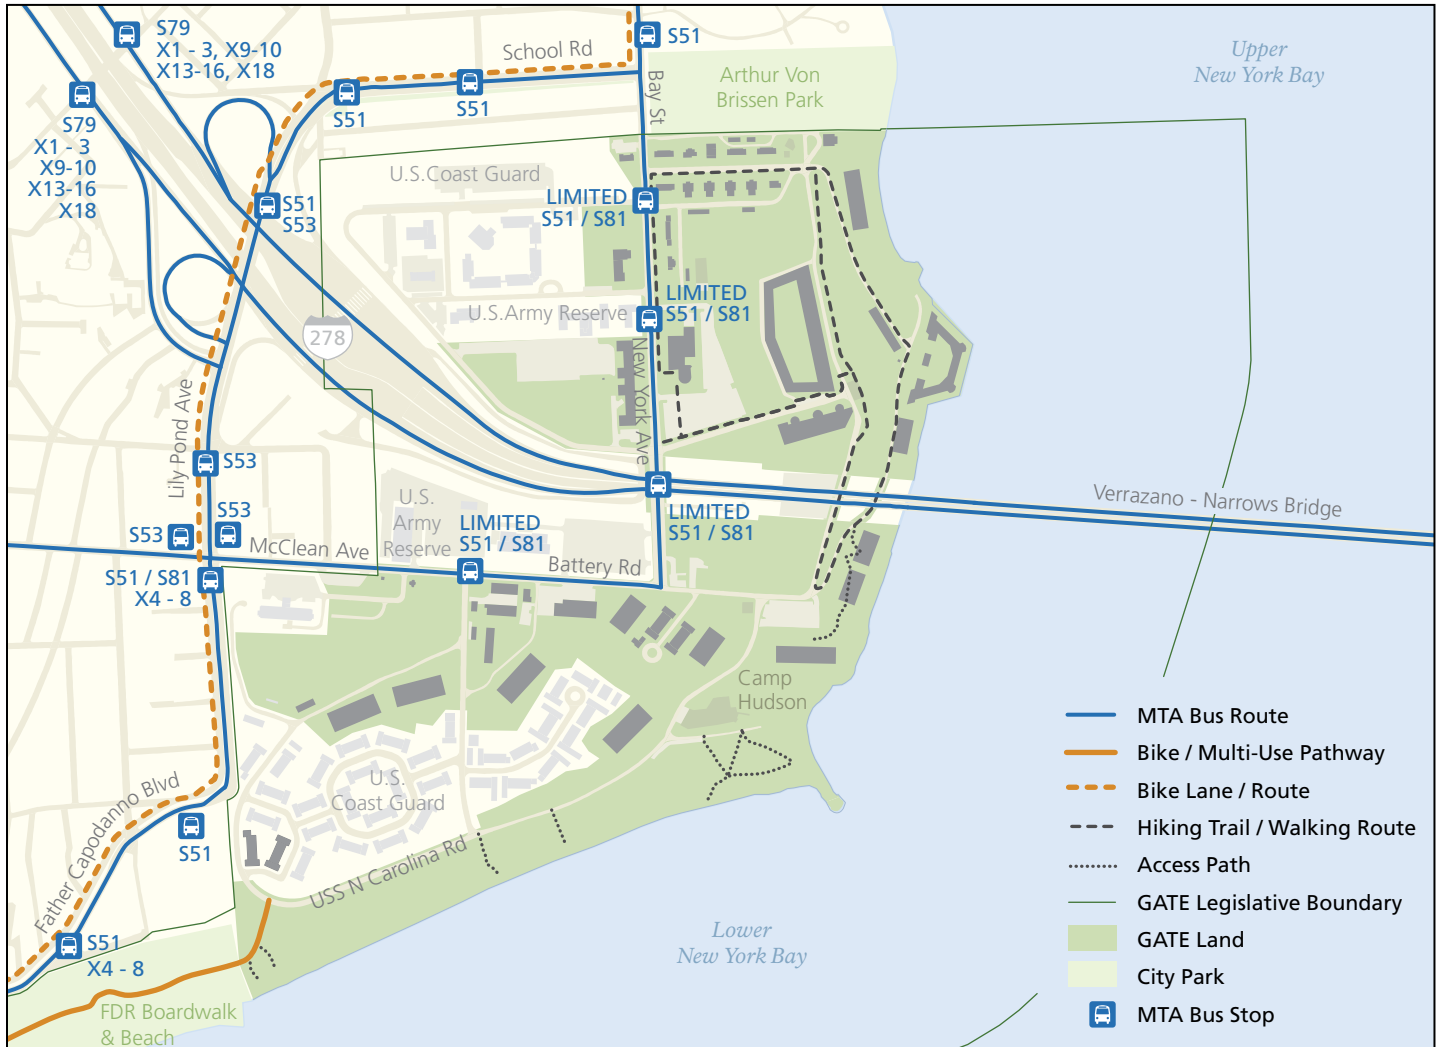 S79
X1 - 3, X9-10
X13-16, X18
S79
X1 - 3
X9-10
X13-16
X18
School Rd
S51
S51
S51
Bay St
Arthur Von
Brissen Park
Upper
New York Bay
U.S.Coast Guard
LIMITED
S51 / S81
S51
S53
LIMITED
S51 / S81
U.S.Army Reserve
278
New York Ave
Lily Pond Ave
S53
S53
S53
McClean Ave
U.S.
Army
Reserve
LIMITED
S51 / S81
LIMITED
S51 / S81
Battery Rd
Verrazano - Narrows Bridge
S51 / S81
X4 - 8
Camp
Hudson
U.S.
Coast Guard
USS N Carolina Rd
Father Capodanno Blvd
S51
S51
X4 - 8
FDR Boardwalk
& Beach
Lower
New York Bay
MTA Bus Route
Bike / Multi-Use Pathway
Bike Lane / Route
Hiking Trail / Walking Route
Access Path
GATE Legislative Boundary
GATE Land
City Park
MTA Bus Stop